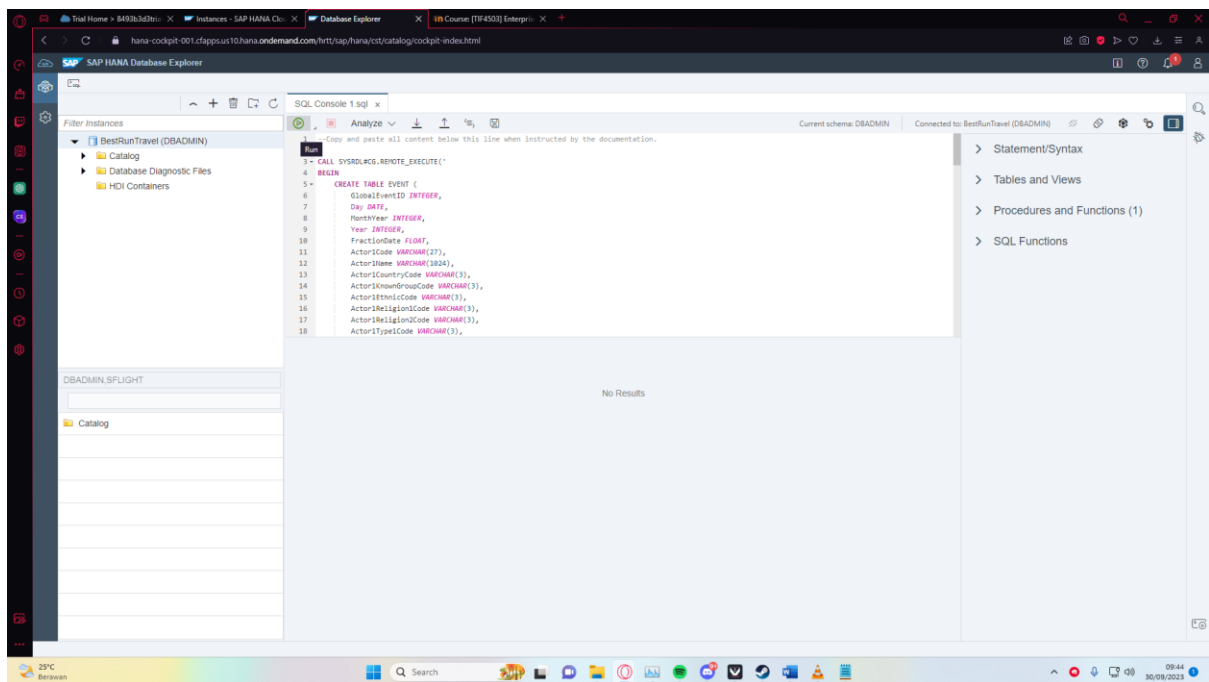 Trial Home > 8493b3d3tria
Instances - SAP HANA Clou
Database Explorer
Course: [TIF4503] Enterpris
hana-cockpit-001.cfapps.us10.hana.ondemand.com/hrtt/sap/hana/cst/catalog/cockpit-index.html
SAP SAP HANA Database Explorer
SQL Console 1.sql
Filter Instances
Analyze
Current schema: DBADMIN
Connected to: BestRunTravel (DBADMIN)
BestRunTravel (DBADMIN)
Catalog
Database Diagnostic Files
HDI Containers
Run
1 --Copy and paste all content below this line when instructed by the documentation.
3 CALL SYSRDL#CG.REMOTE_EXECUTE('
4 BEGIN
5 CREATE TABLE EVENT (
6 GlobalEventID INTEGER,
7 Day DATE,
8 MonthYear INTEGER,
9 Year INTEGER,
10 FractionDate FLOAT,
11 Actor1Code VARCHAR(27),
12 Actor1Name VARCHAR(1024),
13 Actor1CountryCode VARCHAR(3),
14 Actor1KnownGroupCode VARCHAR(3),
15 Actor1EthnicCode VARCHAR(3),
16 Actor1Religion1Code VARCHAR(3),
17 Actor1Religion2Code VARCHAR(3),
18 Actor1Type1Code VARCHAR(3),
Statement/Syntax
Tables and Views
Procedures and Functions (1)
SQL Functions
DBADMIN,SFLIGHT
Catalog
No Results
25°C
Berawan
Search
09:44
30/09/2023